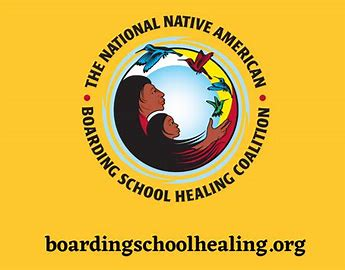 • THE NATIONAL NATIVE AMERICAN •
BOARDING SCHOOL HEALING COALITION
boardingschoolhealing.org